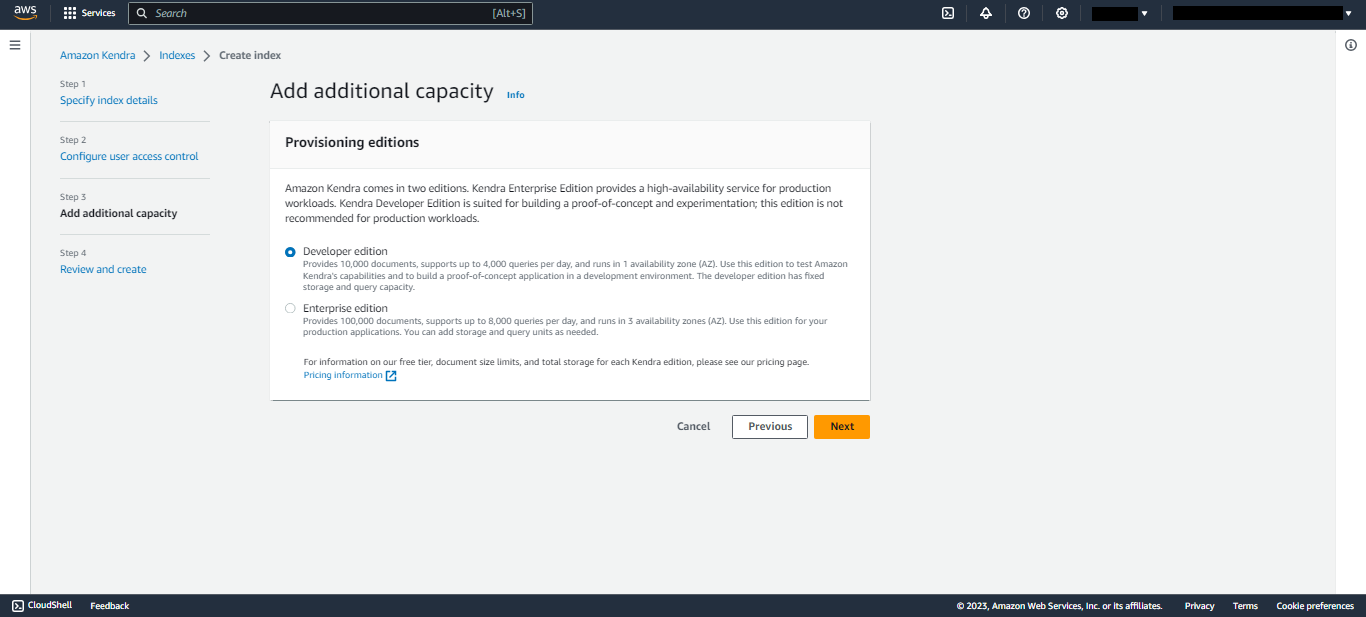 aws
Services
Search [Alt+S]
Amazon Kendra
Indexes
Create index
Step 1
Specify index details
Step 2
Configure user access control
Step 3
Add additional capacity
Step 4
Review and create
Add additional capacity Info
Provisioning editions
Amazon Kendra comes in two editions. Kendra Enterprise Edition provides a high-availability service for production
workloads. Kendra Developer Edition is suited for building a proof-of-concept and experimentation; this edition is not
recommended for production workloads.
Developer edition
Provides 10,000 documents, supports up to 4,000 queries per day, and runs in 1 availability zone (AZ). Use this edition to test Amazon
Kendra's capabilities and to build a proof-of-concept application in a development environment. The developer edition has fixed
storage and query capacity.
Enterprise edition
Provides 100,000 documents, supports up to 8,000 queries per day, and runs in 3 availability zones (AZ). Use this edition for your
production applications. You can add storage and query units as needed.
For information on our free tier, document size limits, and total storage for each Kendra edition, please see our pricing page.
Pricing information
Cancel
Previous
Next
CloudShell
Feedback
© 2023, Amazon Web Services, Inc. or its affiliates.
Privacy
Terms
Cookie preferences